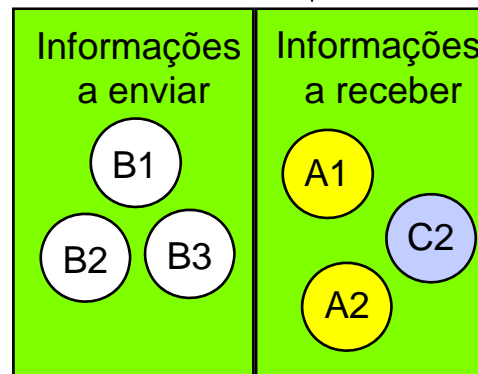 Informações
a enviar
B1
B2
B3
Informações
a receber
A1
C2
A2